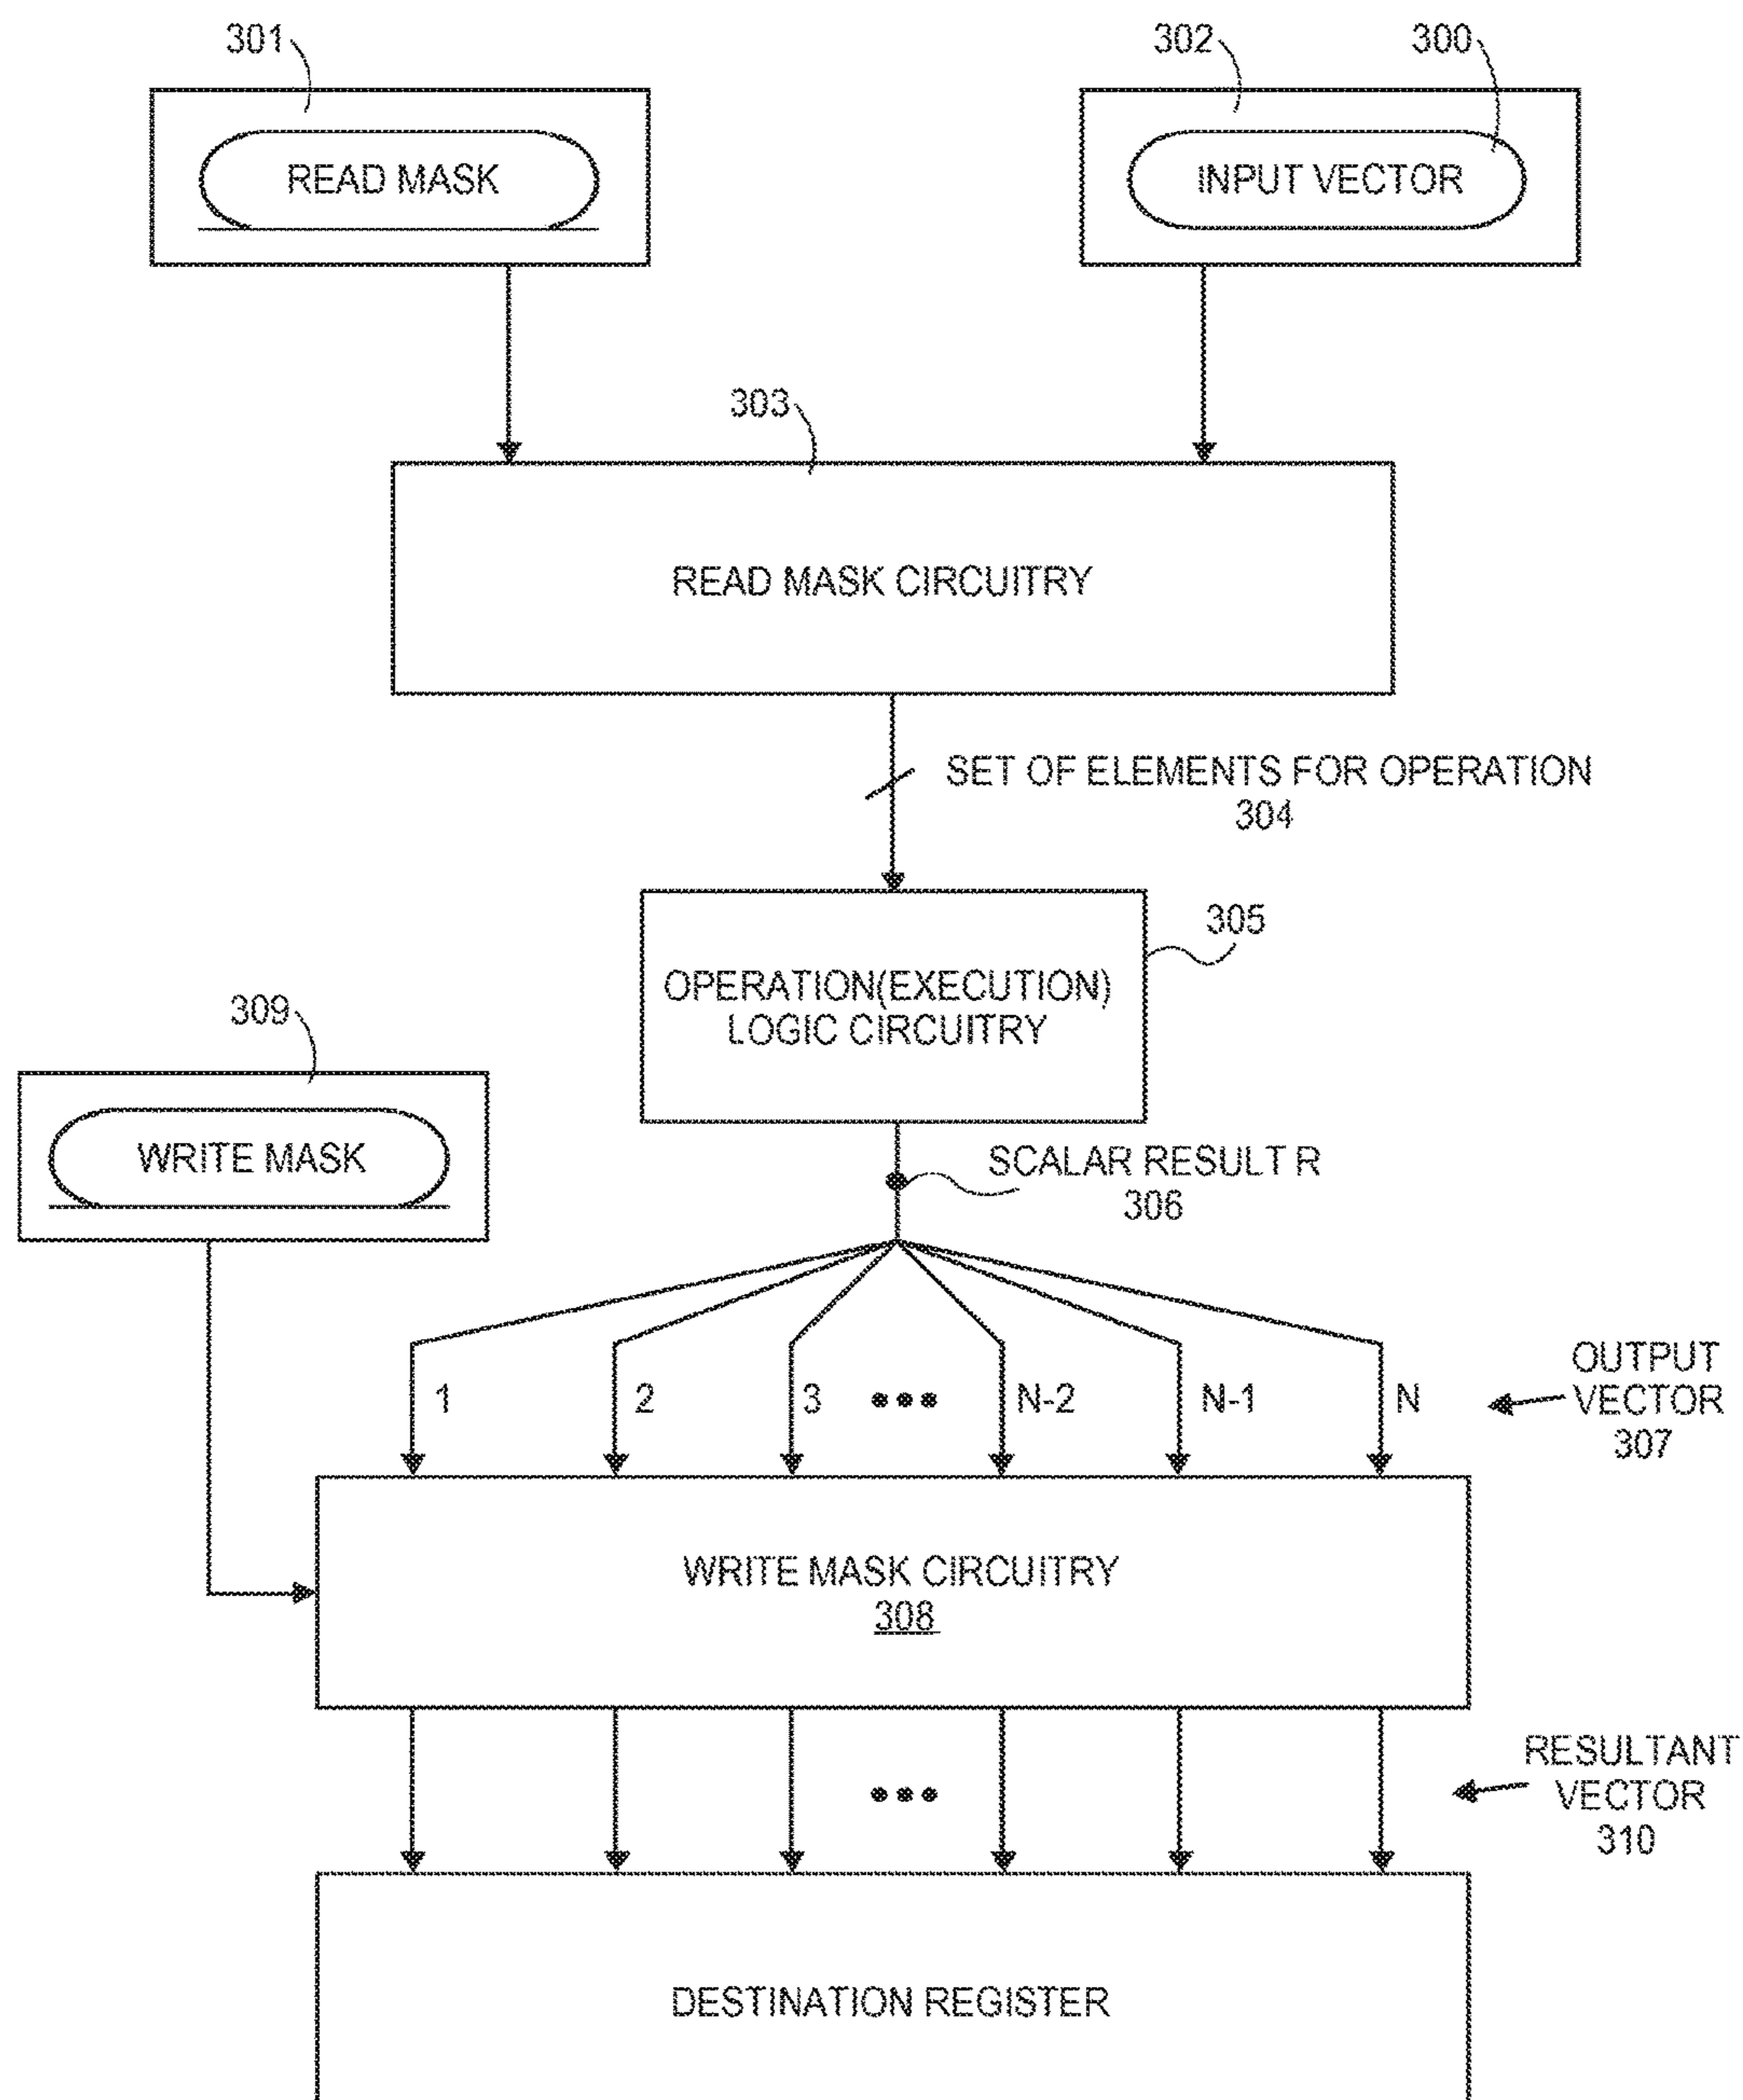 301
302
300
READ MASK
INPUT VECTOR
303
READ MASK CIRCUITRY
SET OF ELEMENTS FOR OPERATION
304
305
OPERATION(EXECUTION)
LOGIC CIRCUITRY
309
WRITE MASK
SCALAR RESULT R
306
1
2
3
•••
N-2
N-1
N
OUTPUT
VECTOR
307
WRITE MASK CIRCUITRY
308
•••
RESULTANT
VECTOR
310
DESTINATION REGISTER